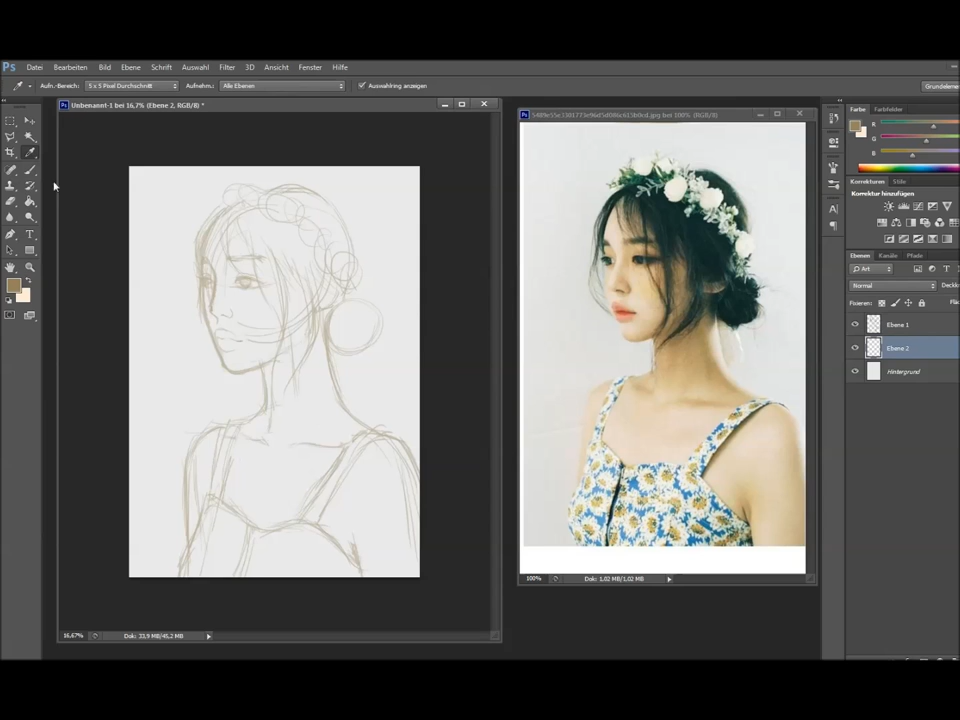 Ps Datei Bearbeiten Bild Ebene Schrift Auswahl Filter 3D Ansicht Fenster Hilfe
Aufn.-Bereich: 5 x 5 Pixel Durchschnitt Aufnehm.: Alle Ebenen Auswahlring anzeigen Grundeleme
Unbenannt-1 bei 16,7% (Ebene 2, RGB/8) *
Farbe Farbfelder
R
G
B
Korrekturen Stile
Korrektur hinzufügen
Ebenen Kanäle Pfade
Art
Normal Deckk
Fixieren:
Ebene 1
Ebene 2
Hintergrund
100% Dok: 1,02 MB/1,02 MB
16,67% Dok: 33,9 MB/45,2 MB